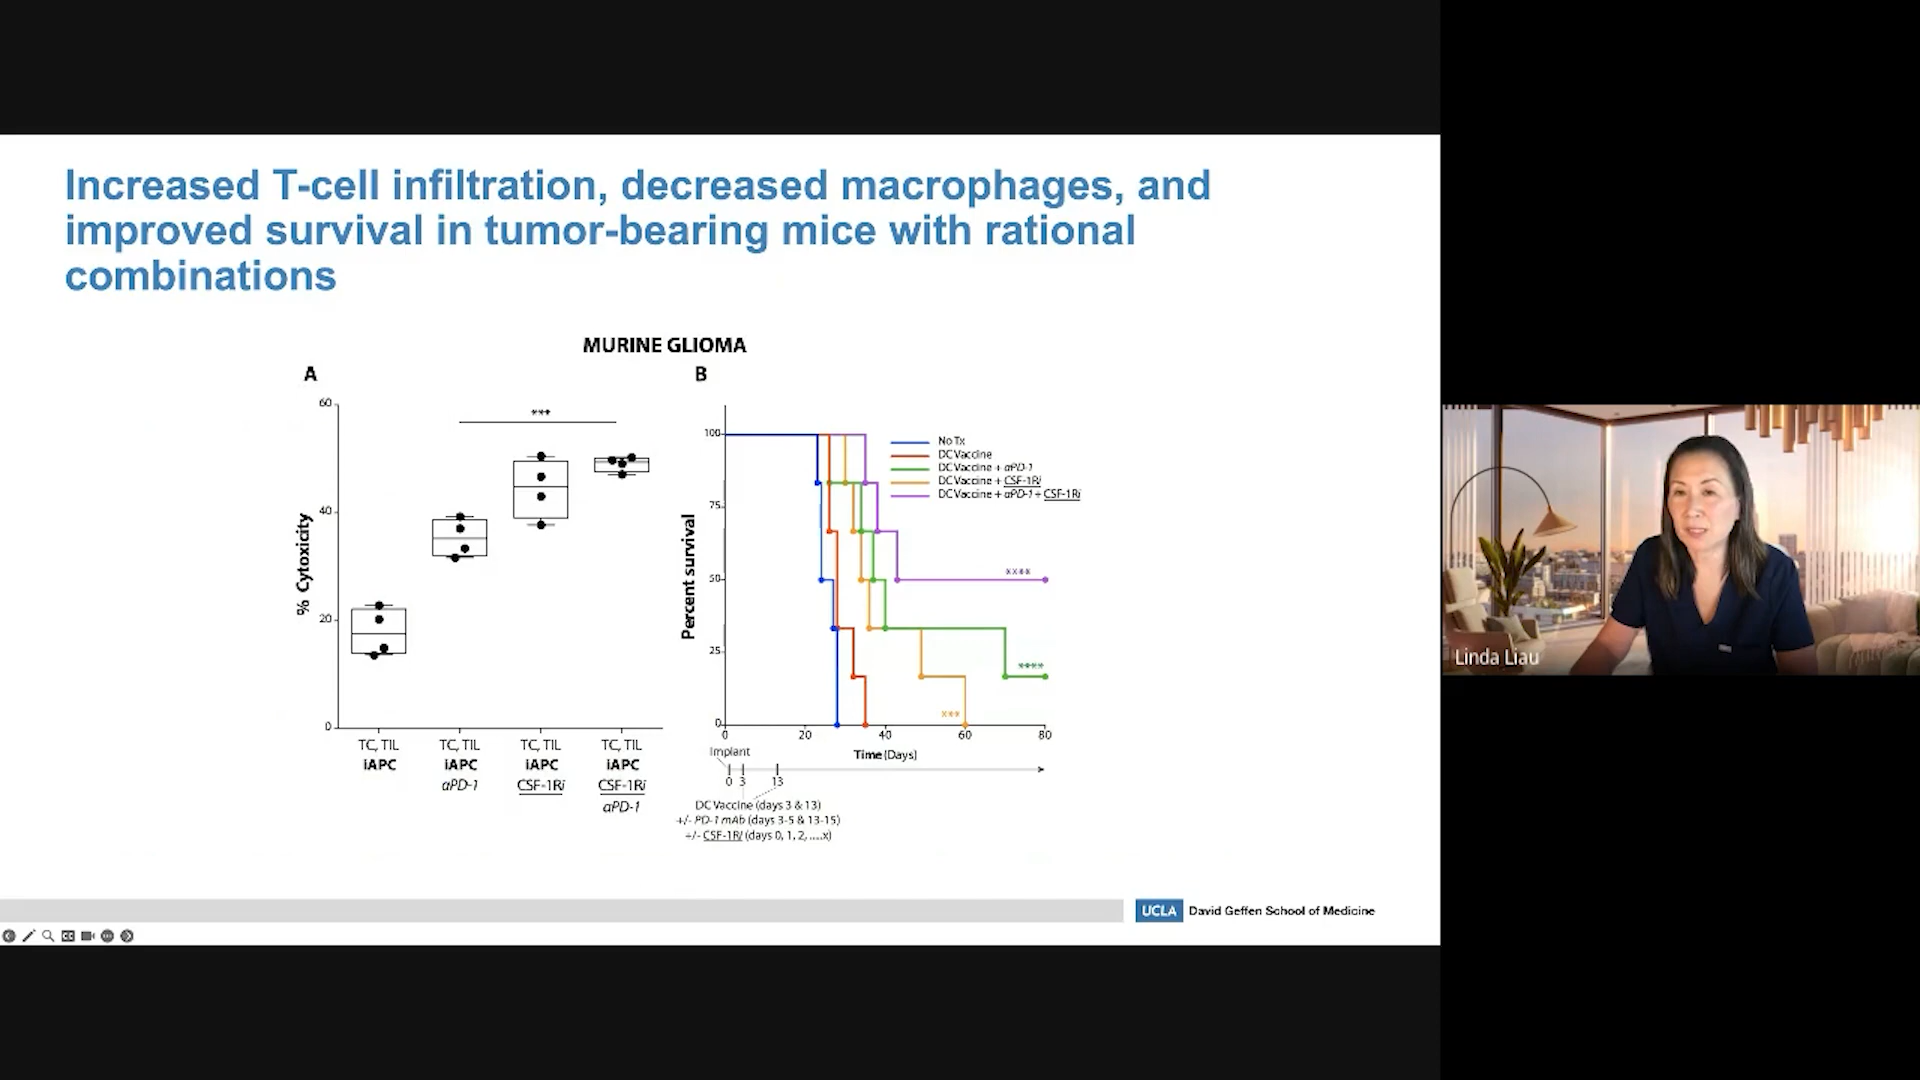 Increased T-cell infiltration, decreased macrophages, and
improved survival in tumor-bearing mice with rational
combinations
MURINE GLIOMA
A
60
40
20
0
% Cytoxicity
***
TC, TIL
iAPC
TC, TIL
iAPC
aPD-1
TC, TIL
iAPC
CSF-1Ri
TC, TIL
iAPC
CSF-1Ri
aPD-1
B
100
75
50
25
0
Percent survival
No Tx
DC Vaccine
DC Vaccine + aPD-1
DC Vaccine + CSF-1Ri
DC Vaccine + aPD-1 + CSF-1Ri
****
****
***
0
20
40
60
80
Time (Days)
Implant
0
3
13
DC Vaccine (days 3 & 13)
+/- PD-1 mAb (days 3-5 & 13-15)
+/- CSF-1Ri (days 0, 1, 2, .....x)
UCLA
David Geffen School of Medicine
Linda Liau